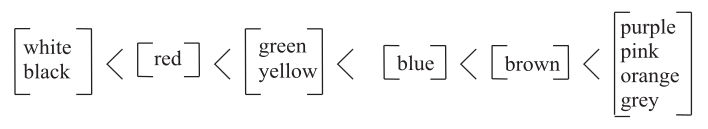 white
black
<
red
<
green
yellow
<
blue
<
brown
<
purple
pink
orange
grey